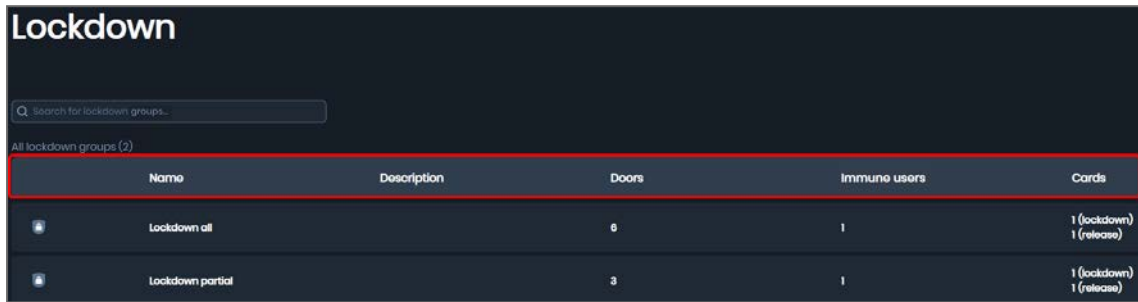 Lockdown
Search for lockdown groups...
All lockdown groups (2)
Name Description Doors Immune users Cards
Lockdown all 6 1 1 (lockdown)
1 (release)
Lockdown partial 3 1 1 (lockdown)
1 (release)